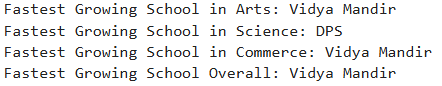 Fastest Growing School in Arts: Vidya Mandir
Fastest Growing School in Science: DPS
Fastest Growing School in Commerce: Vidya Mandir
Fastest Growing School Overall: Vidya Mandir